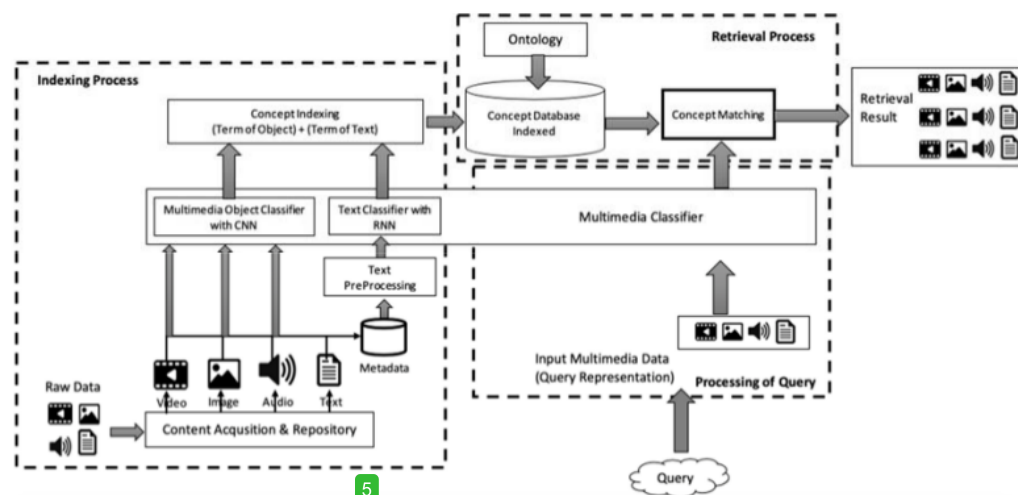 Indexing Process
Concept Indexing
(Term of Object) + (Term of Text)
Multimedia Object Classifier
with CNN
Text Classifier with
RNN
Text
PreProcessing
Metadata
Raw Data
Video
Image
Audio
Text
Content Acqusition & Repository
Ontology
Retrieval Process
Concept Database
Indexed
Concept Matching
Retrieval
Result
Multimedia Classifier
Input Multimedia Data
(Query Representation)
Processing of Query
Query
5